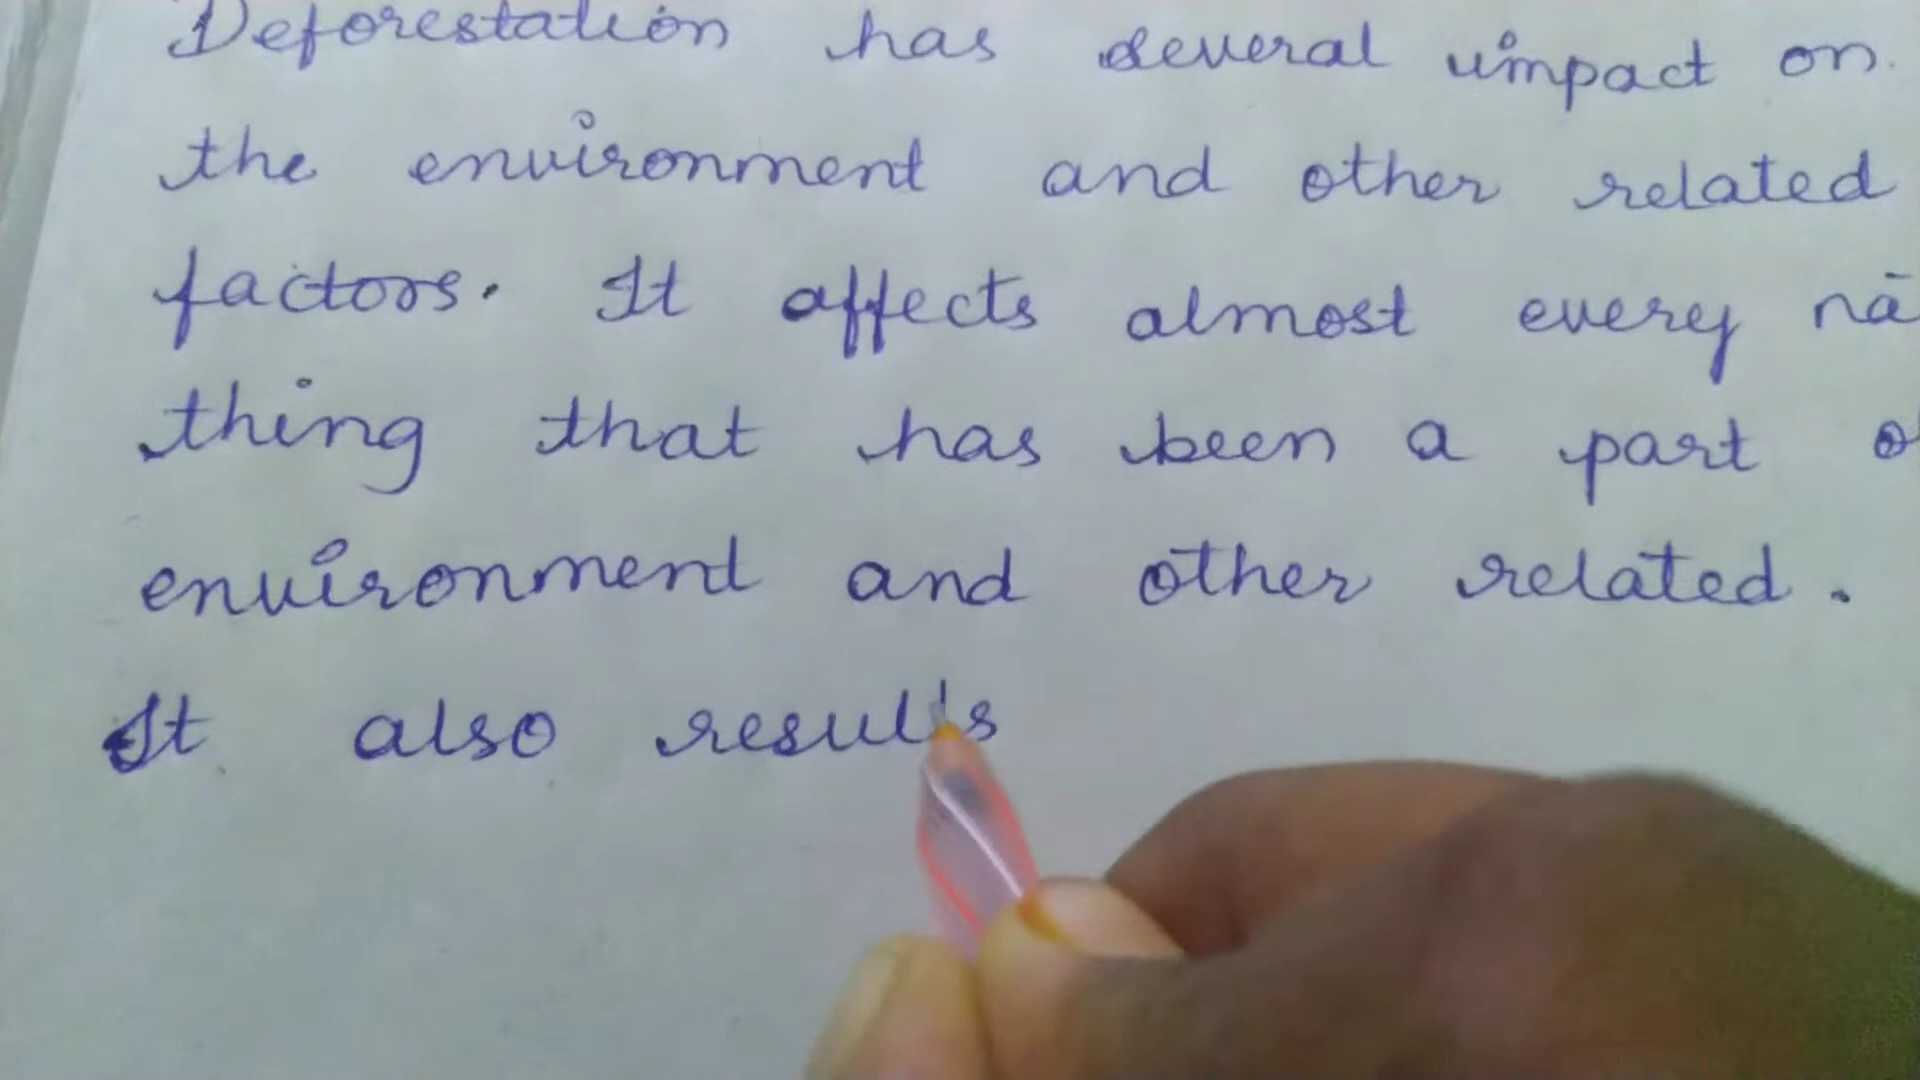 Deforestation has several impact on
the environment and other related
factors. It affects almost every
thing that has been a part
environment and other related.
It also results